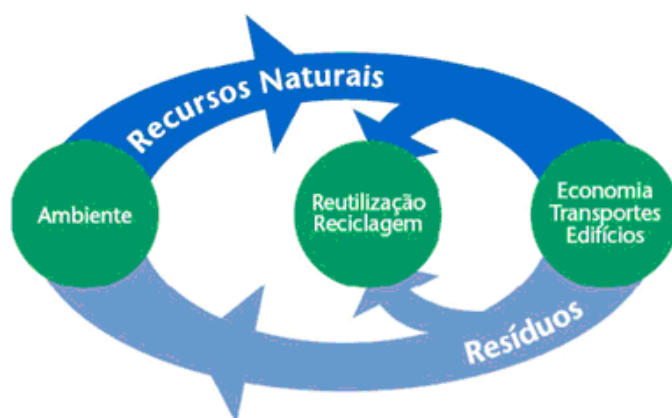 Recursos Naturais
Ambiente
Reutilização
Reciclagem
Economia
Transportes
Edifícios
Resíduos